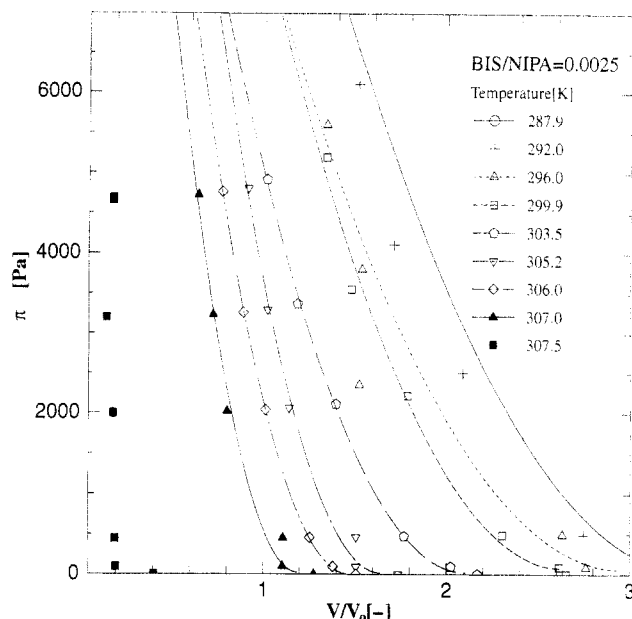 6000
4000
2000
0
π [Pa]
BIS/NIPA=0.0025
Temperature[K]
287.9
292.0
296.0
299.9
303.5
305.2
306.0
307.0
307.5
1 2 3
V/V₀[−]